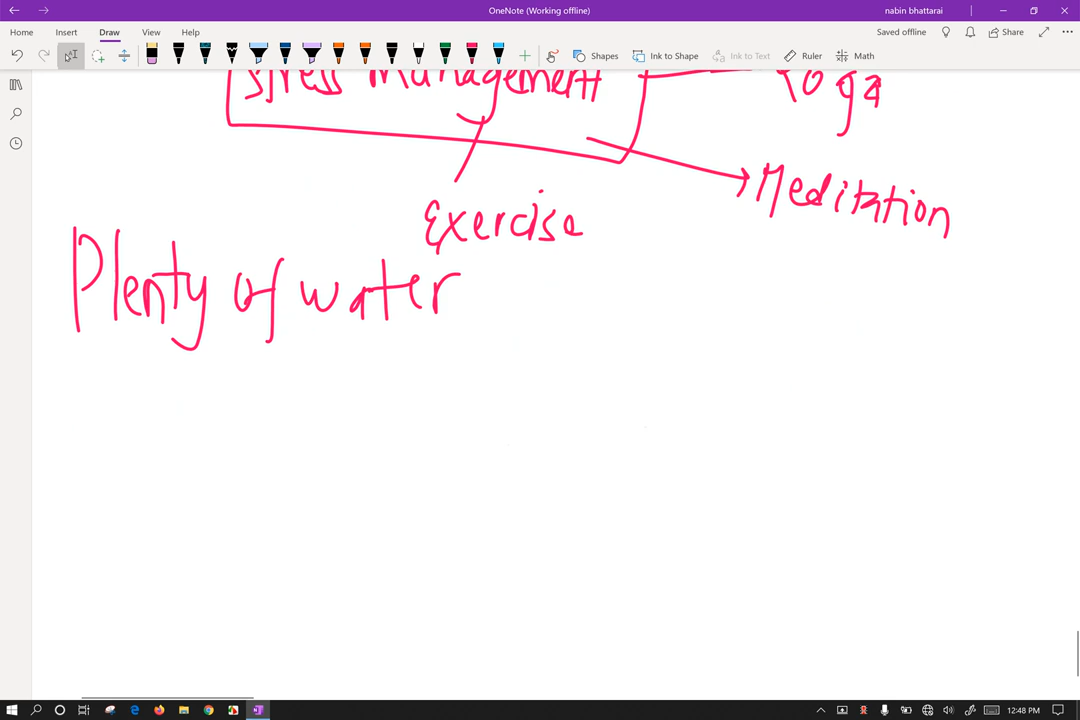 OneNote (Working offline)
nabin bhattarai
Home Insert Draw View Help
Saved offline
Share
Shapes
Ink to Shape
Ink to Text
Ruler
Math
Stress Management
Yoga
Meditation
Exercise
Plenty of water
12:48 PM